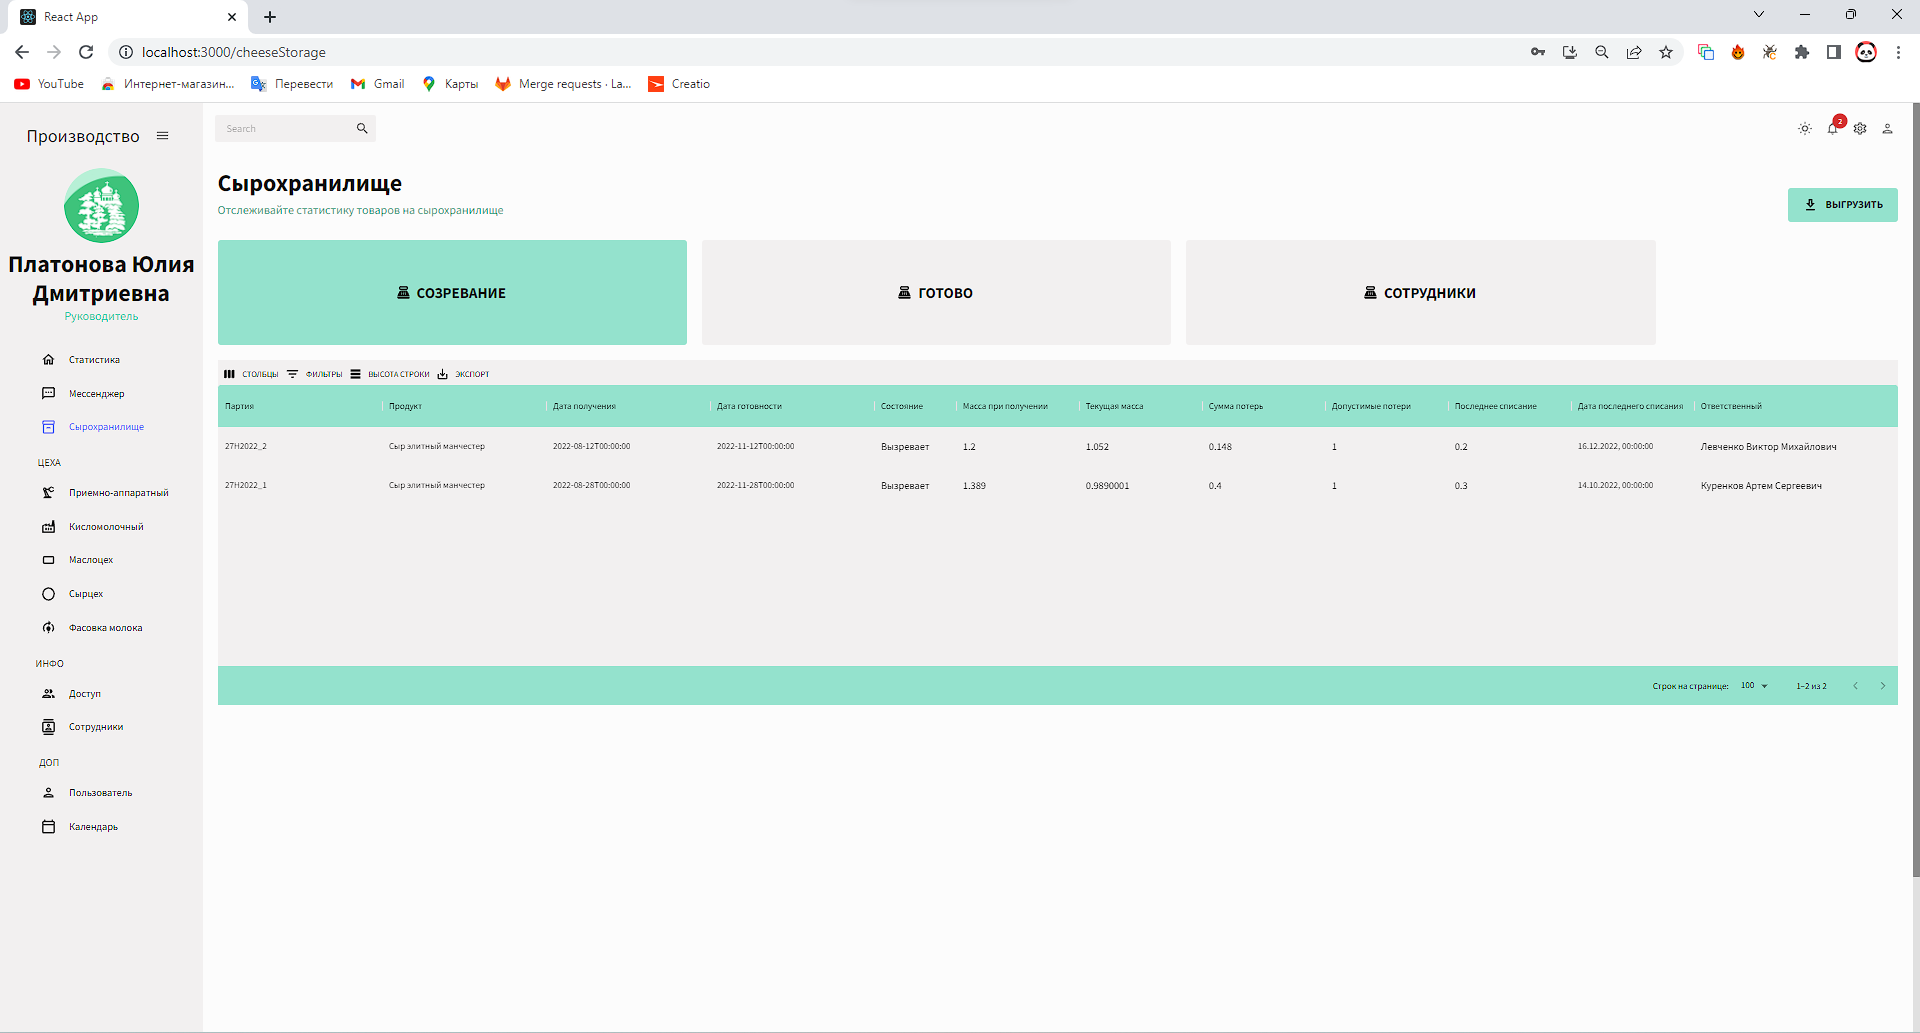 React App
localhost:3000/cheeseStorage
YouTube
Интернет-магазин...
Перевести
Gmail
Карты
Merge requests · La...
Creatio
Производство
Search
2
Сырохранилище
Отслеживайте статистику товаров на сырохранилище
ВЫГРУЗИТЬ
Платонова Юлия
Дмитриевна
Руководитель
СОЗРЕВАНИЕ
ГОТОВО
СОТРУДНИКИ
Статистика
Мессенджер
Сырохранилище
ЦЕХА
Приемно-аппаратный
Кисломолочный
Маслоцех
Сырцех
Фасовка молока
ИНФО
Доступ
Сотрудники
ДОП
Пользователь
Календарь
СТОЛБЦЫ ФИЛЬТРЫ ВЫСОТА СТРОКИ ЭКСПОРТ
Партия Продукт Дата получения Дата готовности Состояние Масса при получении Текущая масса Сумма потерь Допустимые потери Последнее списание Дата последнего списания Ответственный
27Н2022_2 Сыр элитный манчестер 2022-08-12T00:00:00 2022-11-12T00:00:00 Вызревает 1.2 1.052 0.148 1 0.2 16.12.2022, 00:00:00 Левченко Виктор Михайлович
27Н2022_1 Сыр элитный манчестер 2022-08-28T00:00:00 2022-11-28T00:00:00 Вызревает 1.389 0.9890001 0.4 1 0.3 14.10.2022, 00:00:00 Куренков Артем Сергеевич
Строк на странице: 100 1–2 из 2